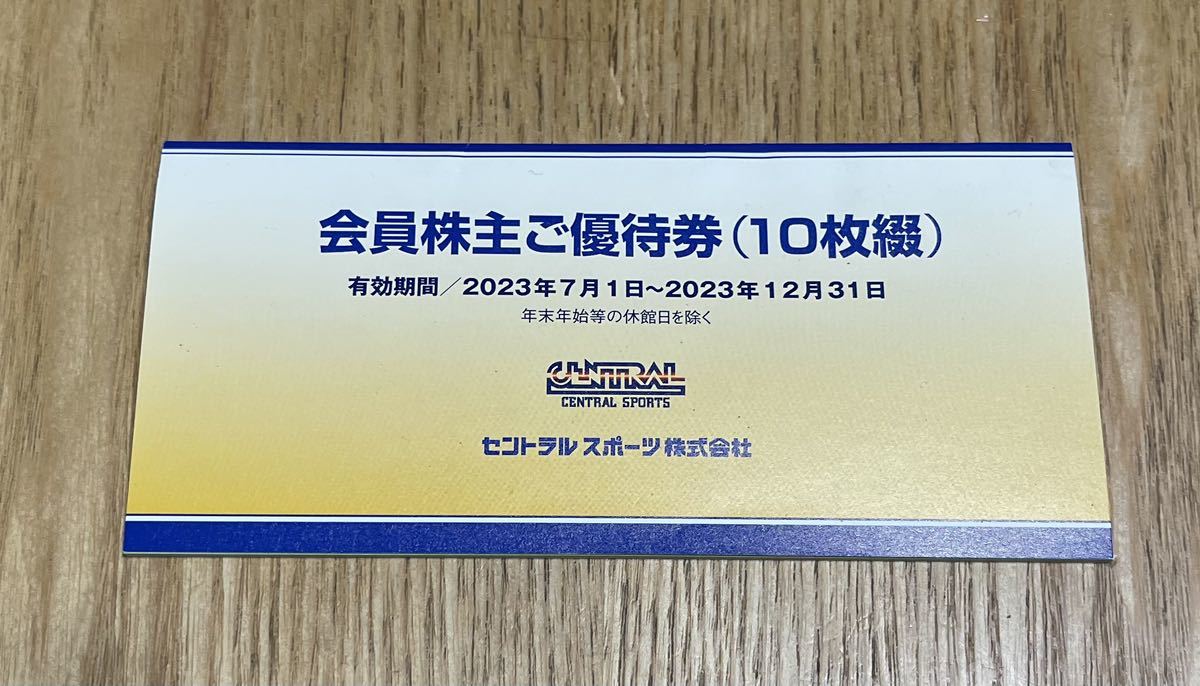 会員株主ご優待券（10枚綴）
有効期間／2023年7月1日～2023年12月31日
年末年始等の休館日を除く
CENTRAL
CENTRAL SPORTS
セントラルスポーツ株式会社